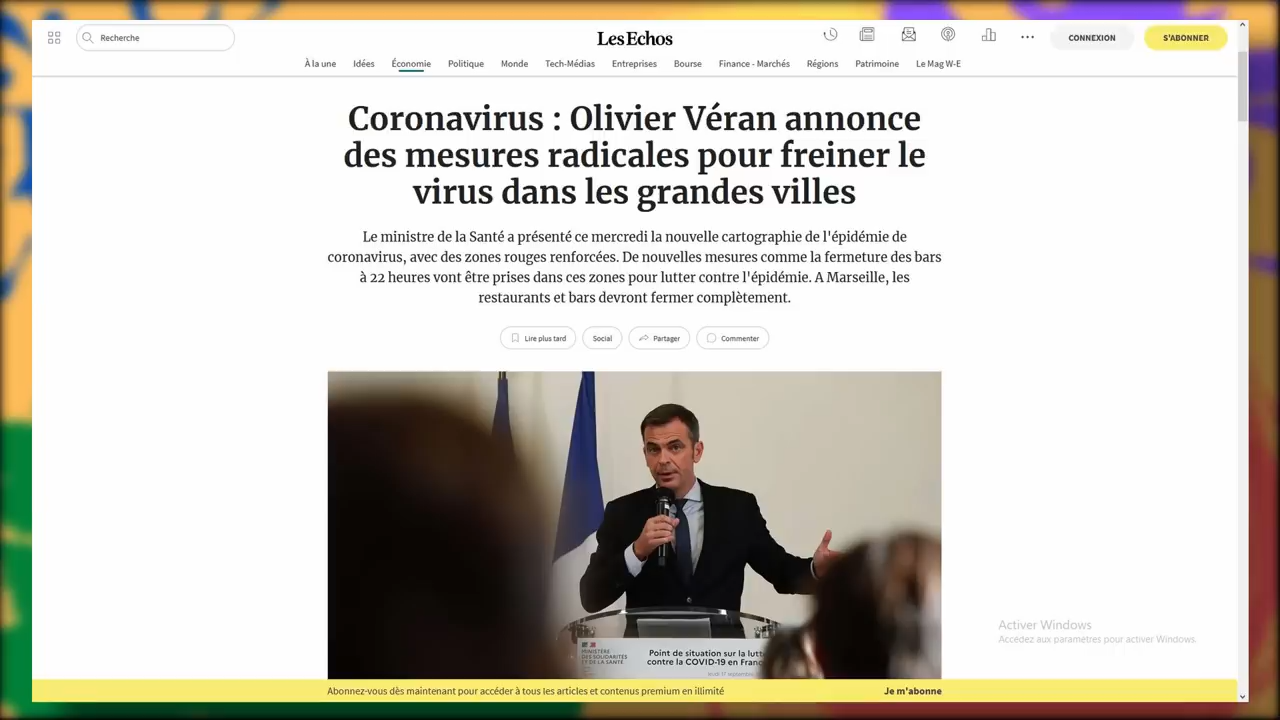 Recherche
Les Echos
CONNEXION
S'ABONNER
À la une
Idées
Économie
Politique
Monde
Tech-Médias
Entreprises
Bourse
Finance - Marchés
Régions
Patrimoine
Le Mag W-E
Coronavirus : Olivier Véran annonce
des mesures radicales pour freiner le
virus dans les grandes villes
Le ministre de la Santé a présenté ce mercredi la nouvelle cartographie de l'épidémie de
coronavirus, avec des zones rouges renforcées. De nouvelles mesures comme la fermeture des bars
à 22 heures vont être prises dans ces zones pour lutter contre l'épidémie. A Marseille, les
restaurants et bars devront fermer complètement.
Lire plus tard
Social
Partager
Commenter
MINISTÈRE
DES SOLIDARITÉS
ET DE LA SANTÉ
Point de situation sur la lutt
contre la COVID-19 en Fran
Activer Windows
Accédez aux paramètres pour activer Windows.
Abonnez-vous dès maintenant pour accéder à tous les articles et contenus premium en illimité
Je m'abonne